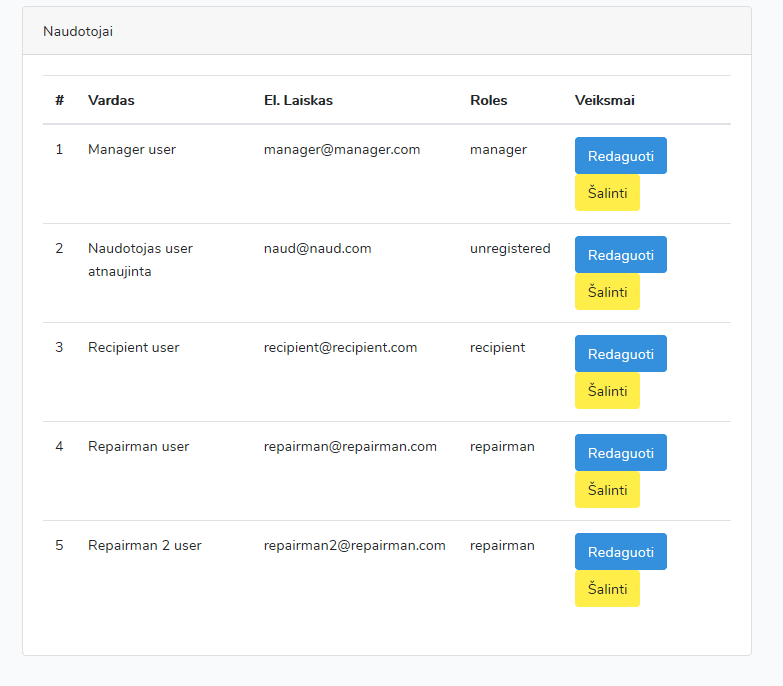 Naudotojai
# Vardas El. Laiskas Roles Veiksmai
1 Manager user manager@manager.com manager Redaguoti
Šalinti
2 Naudotojas user naud@naud.com unregistered Redaguoti
atnaujinta
Šalinti
3 Recipient user recipient@recipient.com recipient Redaguoti
Šalinti
4 Repairman user repairman@repairman.com repairman Redaguoti
Šalinti
5 Repairman 2 user repairman2@repairman.com repairman Redaguoti
Šalinti